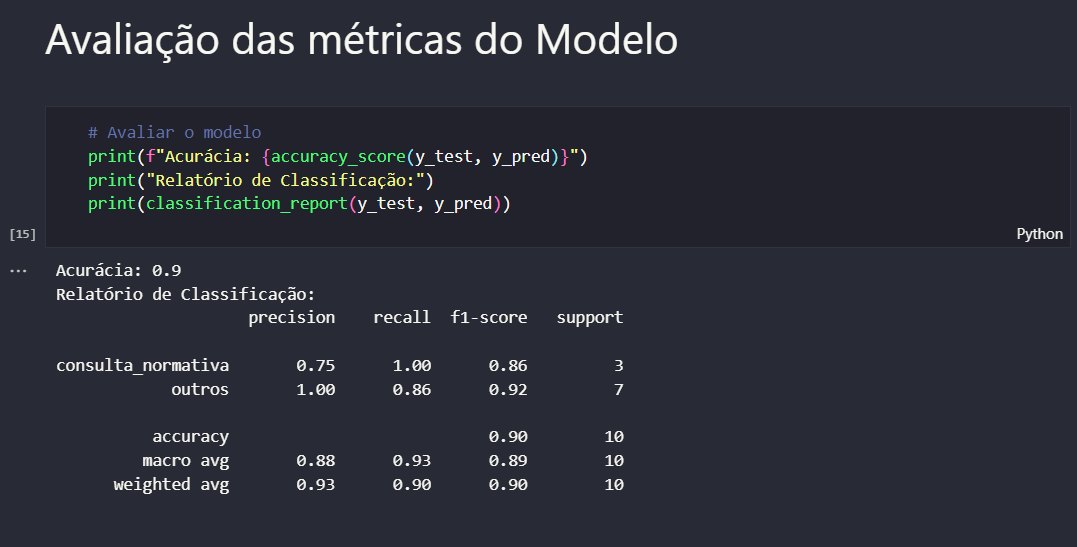 Avaliação das métricas do Modelo
# Avaliar o modelo
print(f"Acurácia: {accuracy_score(y_test, y_pred)}")
print("Relatório de Classificação:")
print(classification_report(y_test, y_pred))
[15]
Python
...
Acurácia: 0.9
Relatório de Classificação:
precision recall f1-score support
consulta_normativa 0.75 1.00 0.86 3
outros 1.00 0.86 0.92 7
accuracy 0.90 10
macro avg 0.88 0.93 0.89 10
weighted avg 0.93 0.90 0.90 10